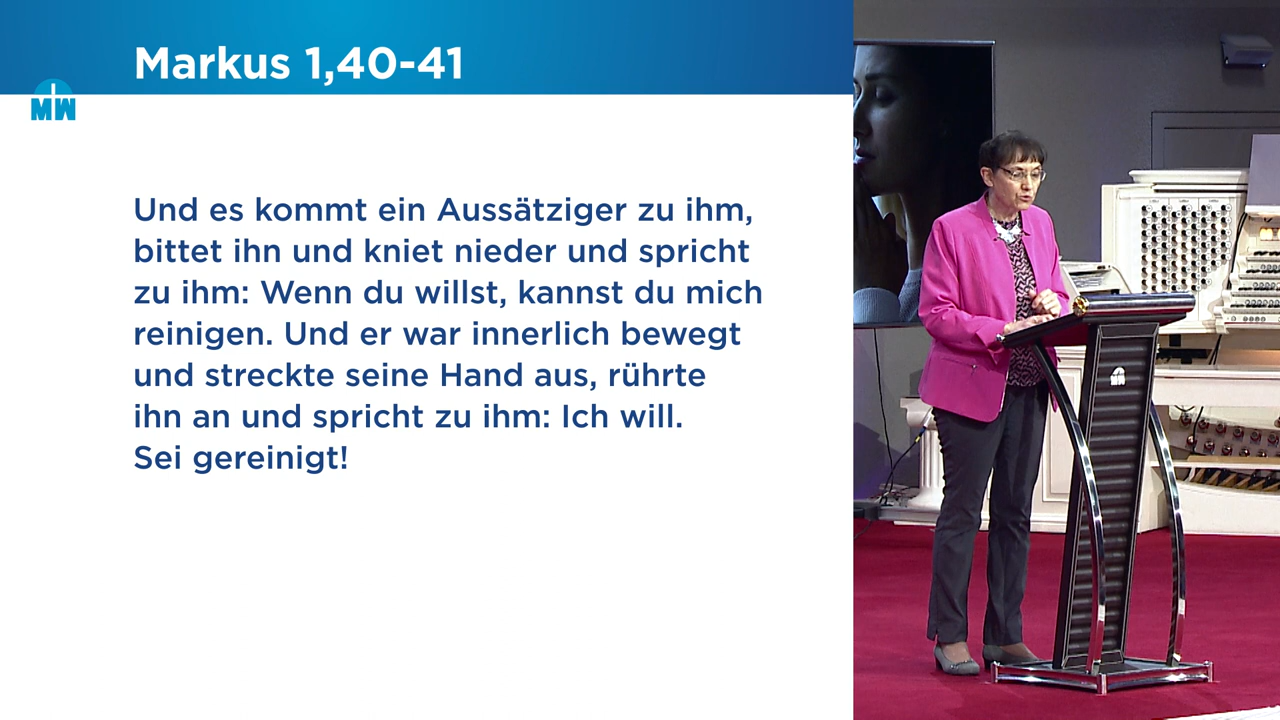 Markus 1,40-41
MW
Und es kommt ein Aussätziger zu ihm,
bittet ihn und kniet nieder und spricht
zu ihm: Wenn du willst, kannst du mich
reinigen. Und er war innerlich bewegt
und streckte seine Hand aus, rührte
ihn an und spricht zu ihm: Ich will.
Sei gereinigt!
MW